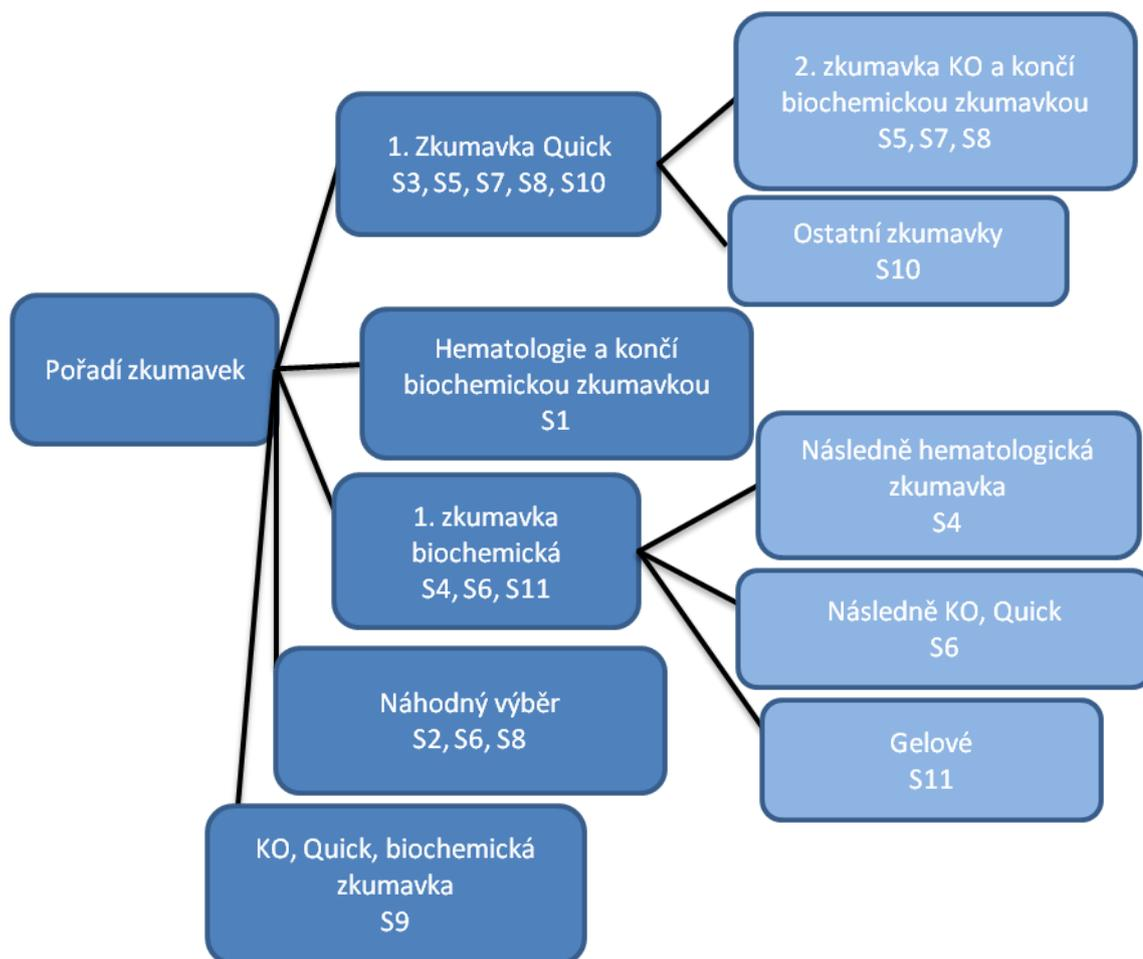 Pořadí zkumavek
1. Zkumavka Quick
S3, S5, S7, S8, S10
2. zkumavka KO a končí
biochemickou zkumavkou
S5, S7, S8
Ostatní zkumavky
S10
Hematologie a končí
biochemickou zkumavkou
S1
1. zkumavka
biochemická
S4, S6, S11
Následně hematologická
zkumavka
S4
Následně KO, Quick
S6
Gelové
S11
Náhodný výběr
S2, S6, S8
KO, Quick, biochemická
zkumavka
S9